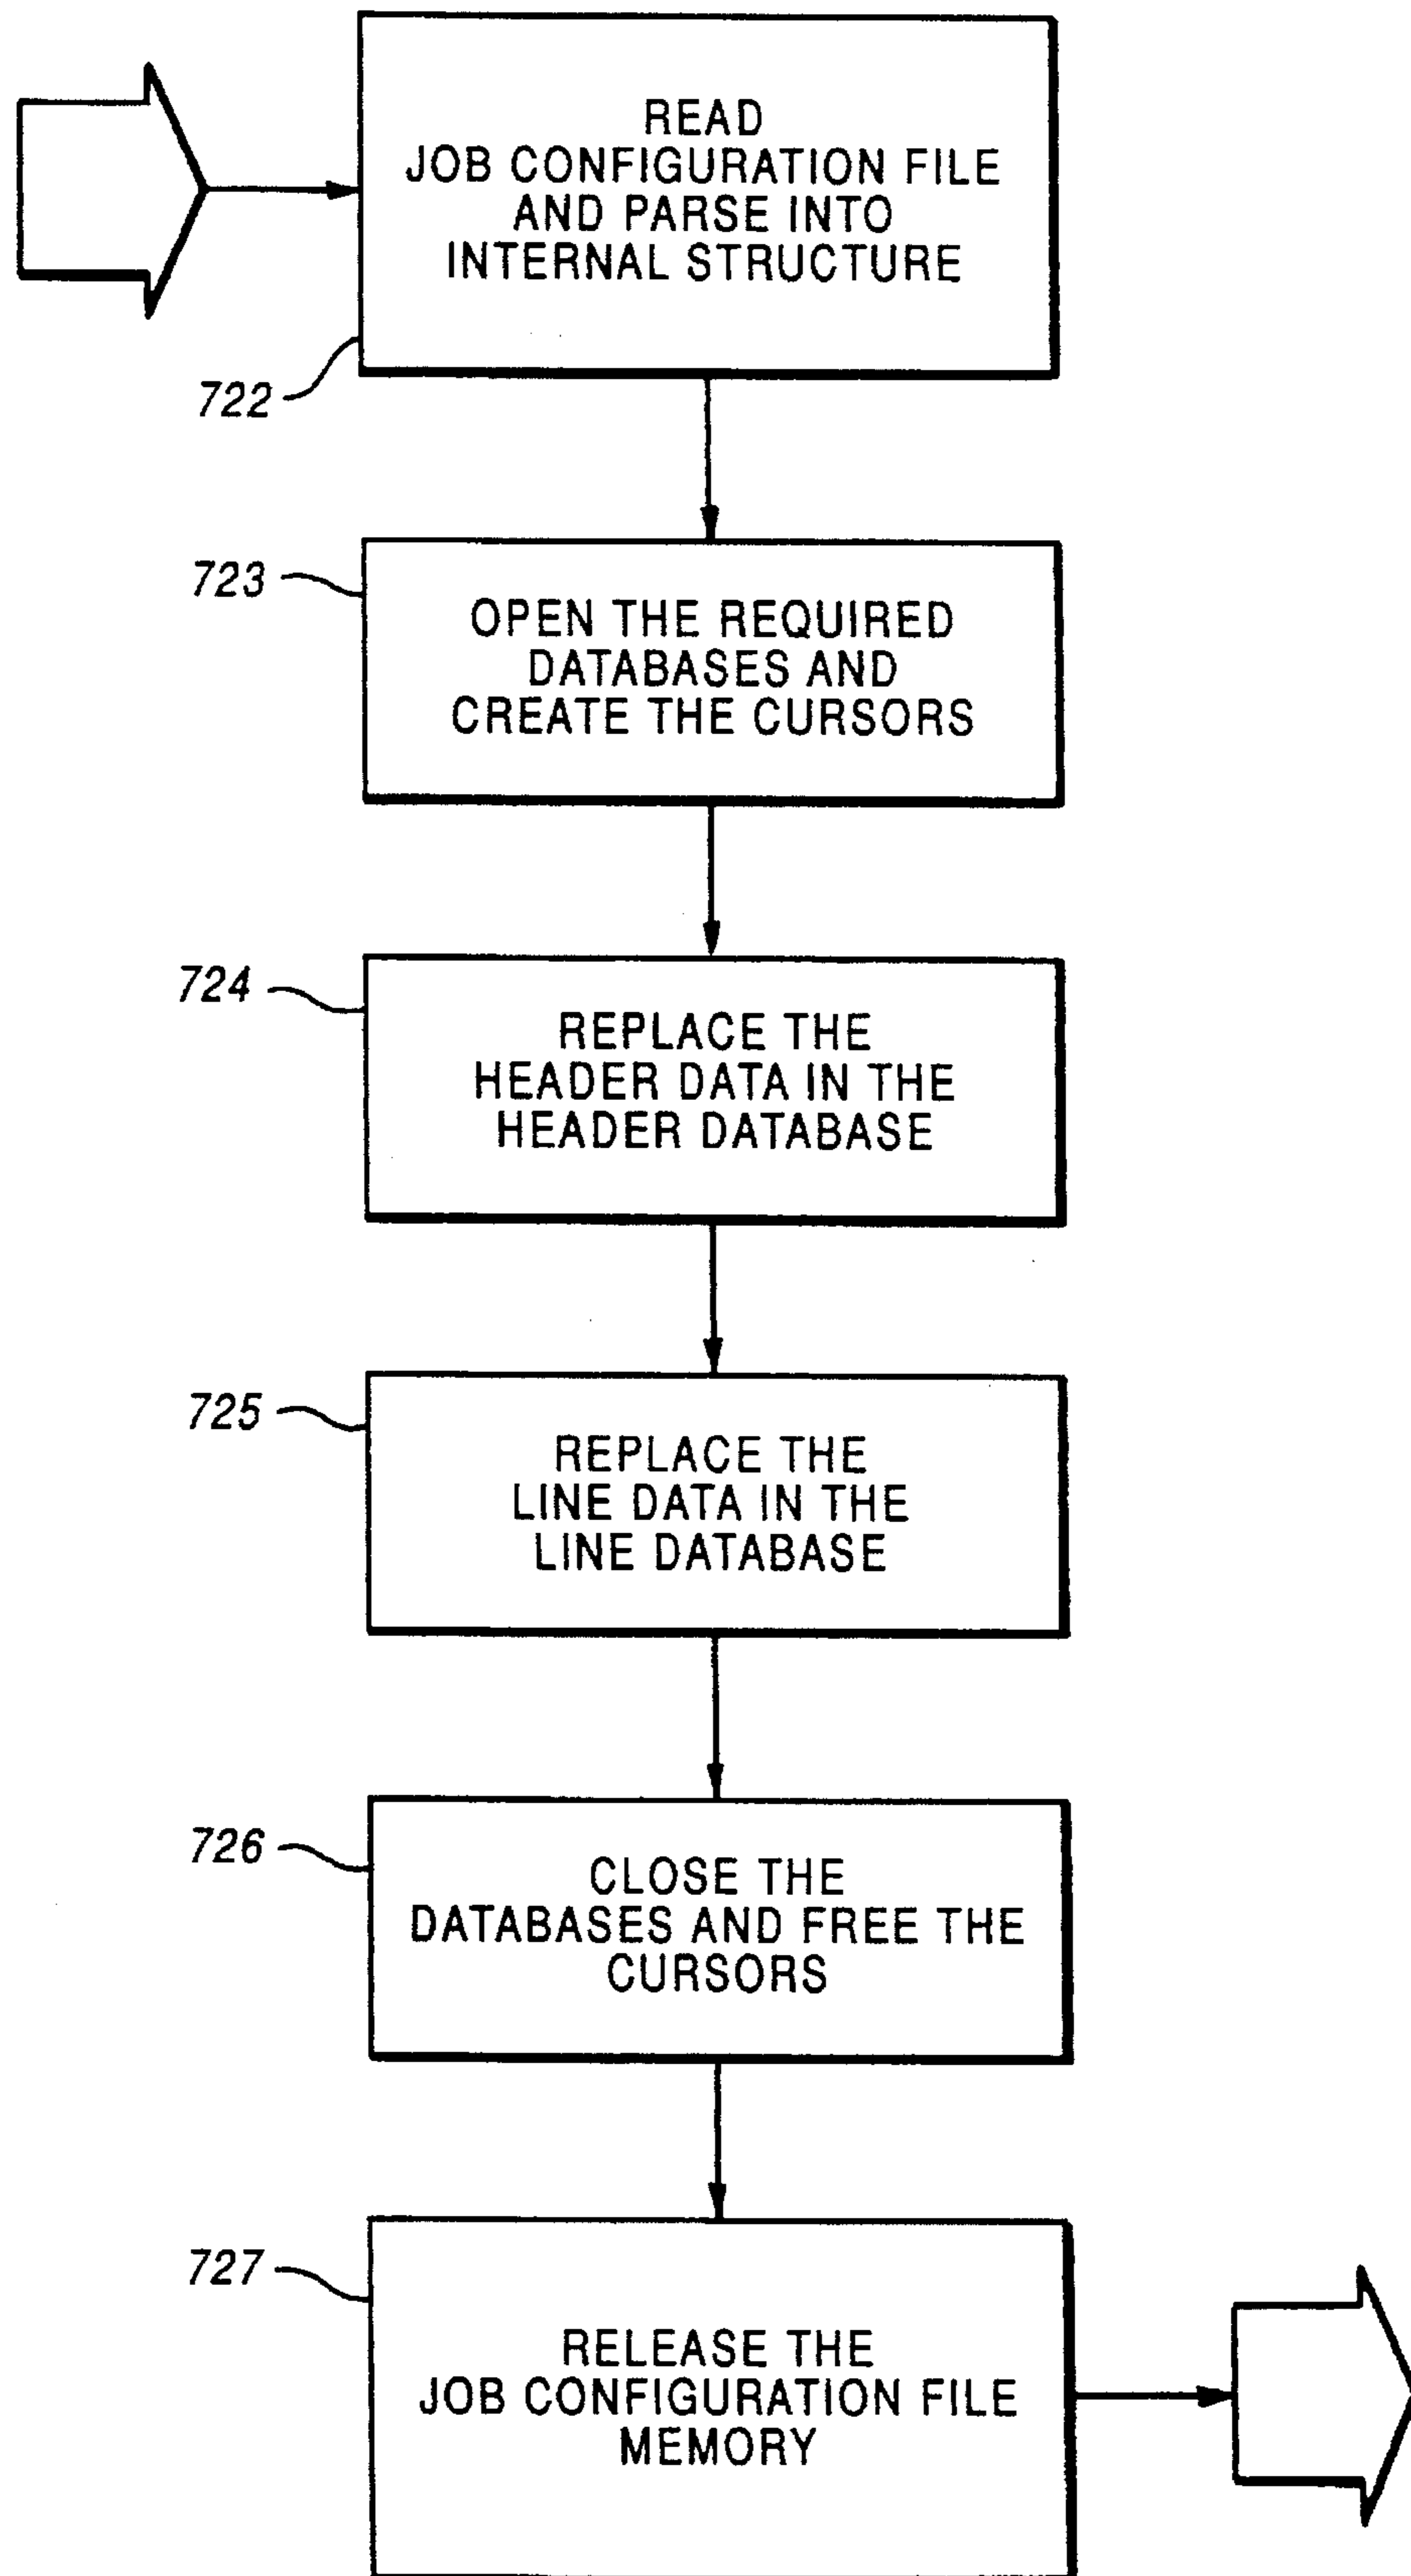 READ
JOB CONFIGURATION FILE
AND PARSE INTO
INTERNAL STRUCTURE
722
723
OPEN THE REQUIRED
DATABASES AND
CREATE THE CURSORS
724
REPLACE THE
HEADER DATA IN THE
HEADER DATABASE
725
REPLACE THE
LINE DATA IN THE
LINE DATABASE
726
CLOSE THE
DATABASES AND FREE THE
CURSORS
727
RELEASE THE
JOB CONFIGURATION FILE
MEMORY